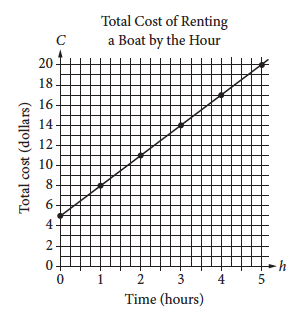 Total Cost of Renting
a Boat by the Hour
C
20
18
16
14
12
10
8
6
4
2
0
Total cost (dollars)
0 1 2 3 4 5 h
Time (hours)